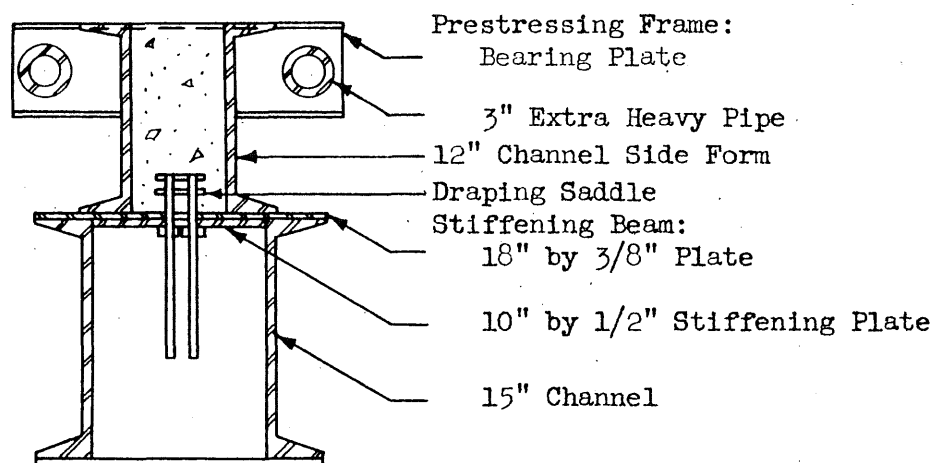 Prestressing Frame:
Bearing Plate
3" Extra Heavy Pipe
12" Channel Side Form
Draping Saddle
Stiffening Beam:
18" by 3/8" Plate
10" by 1/2" Stiffening Plate
15" Channel